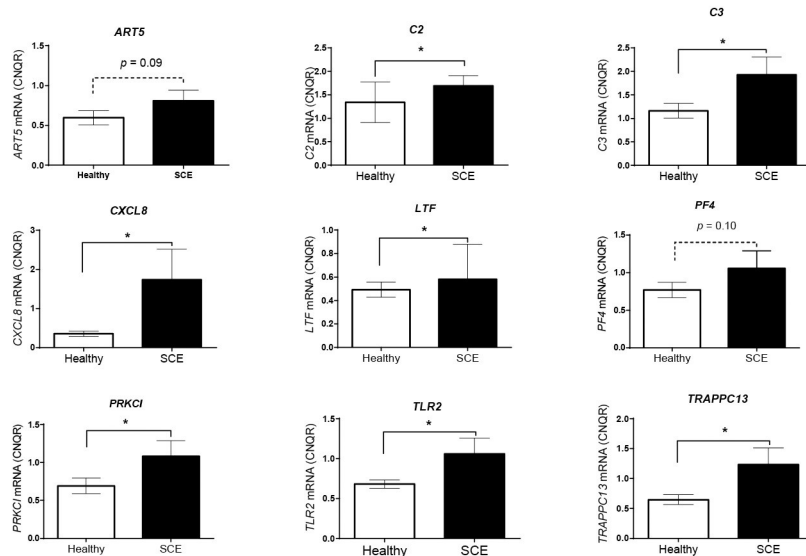 ART5
p = 0.09
ART5 mRNA (CNQR)
1.5
1.0
0.5
0.0
Healthy SCE
C2
*
C2 mRNA (CNQR)
2.5
2.0
1.5
1.0
0.5
0.0
Healthy SCE
C3
*
C3 mRNA (CNQR)
2.5
2.0
1.5
1.0
0.5
0.0
Healthy SCE
CXCL8
*
CXCL8 mRNA (CNQR)
3
2
1
0
Healthy SCE
LTF
*
LTF mRNA (CNQR)
1.0
0.8
0.6
0.4
0.2
0.0
Healthy SCE
PF4
p = 0.10
PF4 mRNA (CNQR)
1.5
1.0
0.5
0.0
Healthy SCE
PRKCI
*
PRKCI mRNA (CNQR)
1.5
1.0
0.5
0.0
Healthy SCE
TLR2
*
TLR2 mRNA (CNQR)
1.5
1.0
0.5
0.0
Healthy SCE
TRAPPC13
*
TRAPPC13 mRNA (CNQR)
2.0
1.5
1.0
0.5
0.0
Healthy SCE